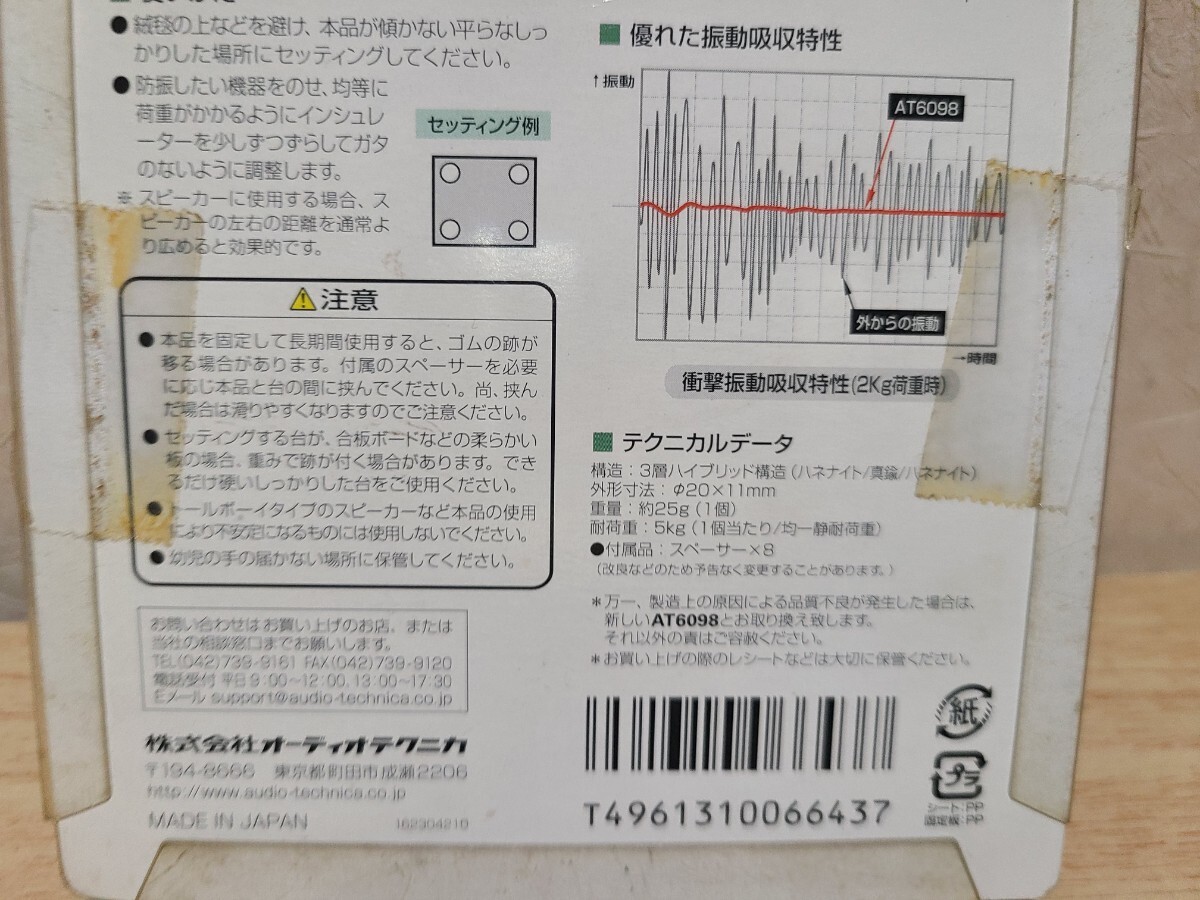 ●絨毯の上などを避け、本品が傾かない平らなしっ
かりした場所にセッティングしてください。
●防振したい機器をのせ、均等に
荷重がかかるようにインシュレ
ーターを少しずつずらしてガタ
のないように調整します。
※スピーカーに使用する場合、ス
ピーカーの左右の距離を通常よ
り広めると効果的です。
セッティング例
⚠注意
●本品を固定して長期間使用すると、ゴムの跡が
移る場合があります。付属のスペーサーを必要
に応じ本品と台の間に挟んでください。尚、挟ん
だ場合は滑りやすくなりますのでご注意ください。
●セッティングする台が、合板ボードなどの柔らかい
板の場合、重みで跡が付く場合があります。でき
るだけ硬いしっかりした台をご使用ください。
●トールボーイタイプのスピーカーなど本品の使用
により不安定になるものには使用しないでください。
●幼児の手の届かない場所に保管してください。
お問い合わせはお買い上げのお店、または
当社の相談窓口までお願いします。
TEL(042)739-9161 FAX(042)739-9120
電話受付 平日9:00~12:00、13:00~17:30
Eメール support@audio-technica.co.jp
株式会社オーディオテクニカ
〒194-8666 東京都町田市成瀬2206
http://www.audio-technica.co.jp
MADE IN JAPAN 162304210
■優れた振動吸収特性
↑振動
AT6098
外からの振動
→時間
衝撃振動吸収特性(2Kg荷重時)
■テクニカルデータ
構造：3層ハイブリッド構造（ハネナイト/真鍮/ハネナイト）
外形寸法：φ20×11mm
重量：約25g（1個）
耐荷重：5kg（1個当たり/均一静耐荷重）
●付属品：スペーサー×8
（改良などのため予告なく変更することがあります。）
*万一、製造上の原因による品質不良が発生した場合は、
新しいAT6098とお取り換え致します。
それ以外の責はご容赦ください。
*お買い上げの際のレシートなどは大切に保管ください。
T4961310066437
紙
プラ
シート:PP
固定板:PP